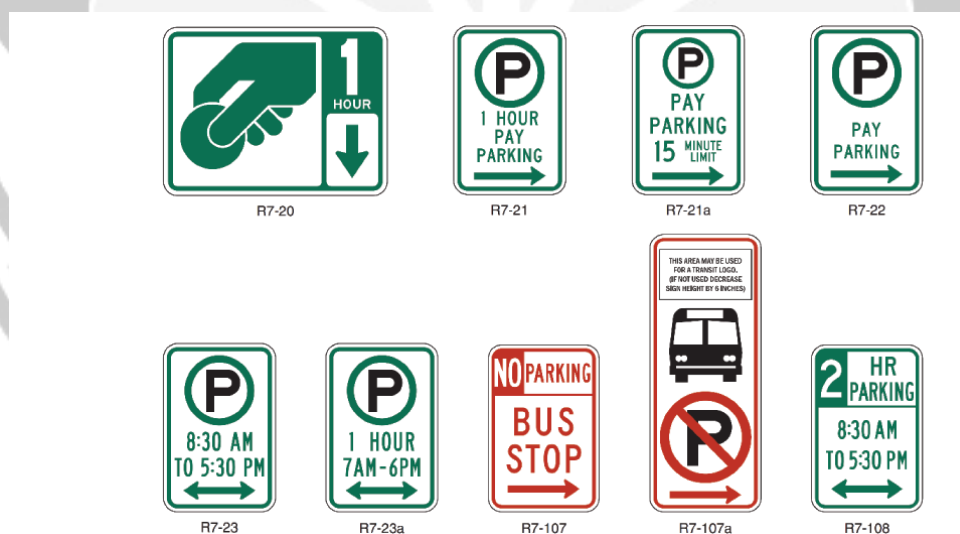 1
HOUR
R7-20
P
1 HOUR
PAY
PARKING
R7-21
P
PAY
PARKING
15 MINUTE
LIMIT
R7-21a
P
PAY
PARKING
R7-22
P
8:30 AM
TO 5:30 PM
R7-23
P
1 HOUR
7AM-6PM
R7-23a
NO PARKING
BUS
STOP
R7-107
THIS AREA MAY BE USED
FOR A TRANSIT LOGO.
(IF NOT USED DECREASE
SIGN HEIGHT BY 6 INCHES)
P
R7-107a
2 HR
PARKING
8:30 AM
TO 5:30 PM
R7-108